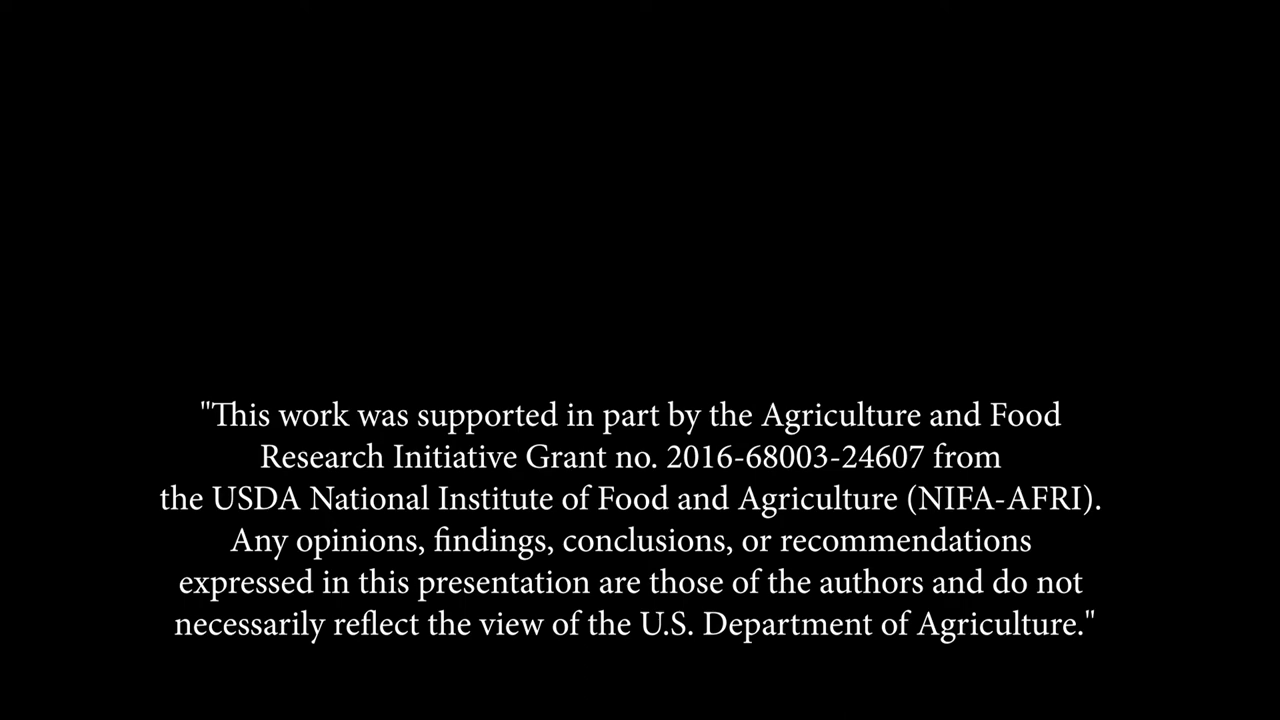 "This work was supported in part by the Agriculture and Food
Research Initiative Grant no. 2016-68003-24607 from
the USDA National Institute of Food and Agriculture (NIFA-AFRI).
Any opinions, findings, conclusions, or recommendations
expressed in this presentation are those of the authors and do not
necessarily reflect the view of the U.S. Department of Agriculture."